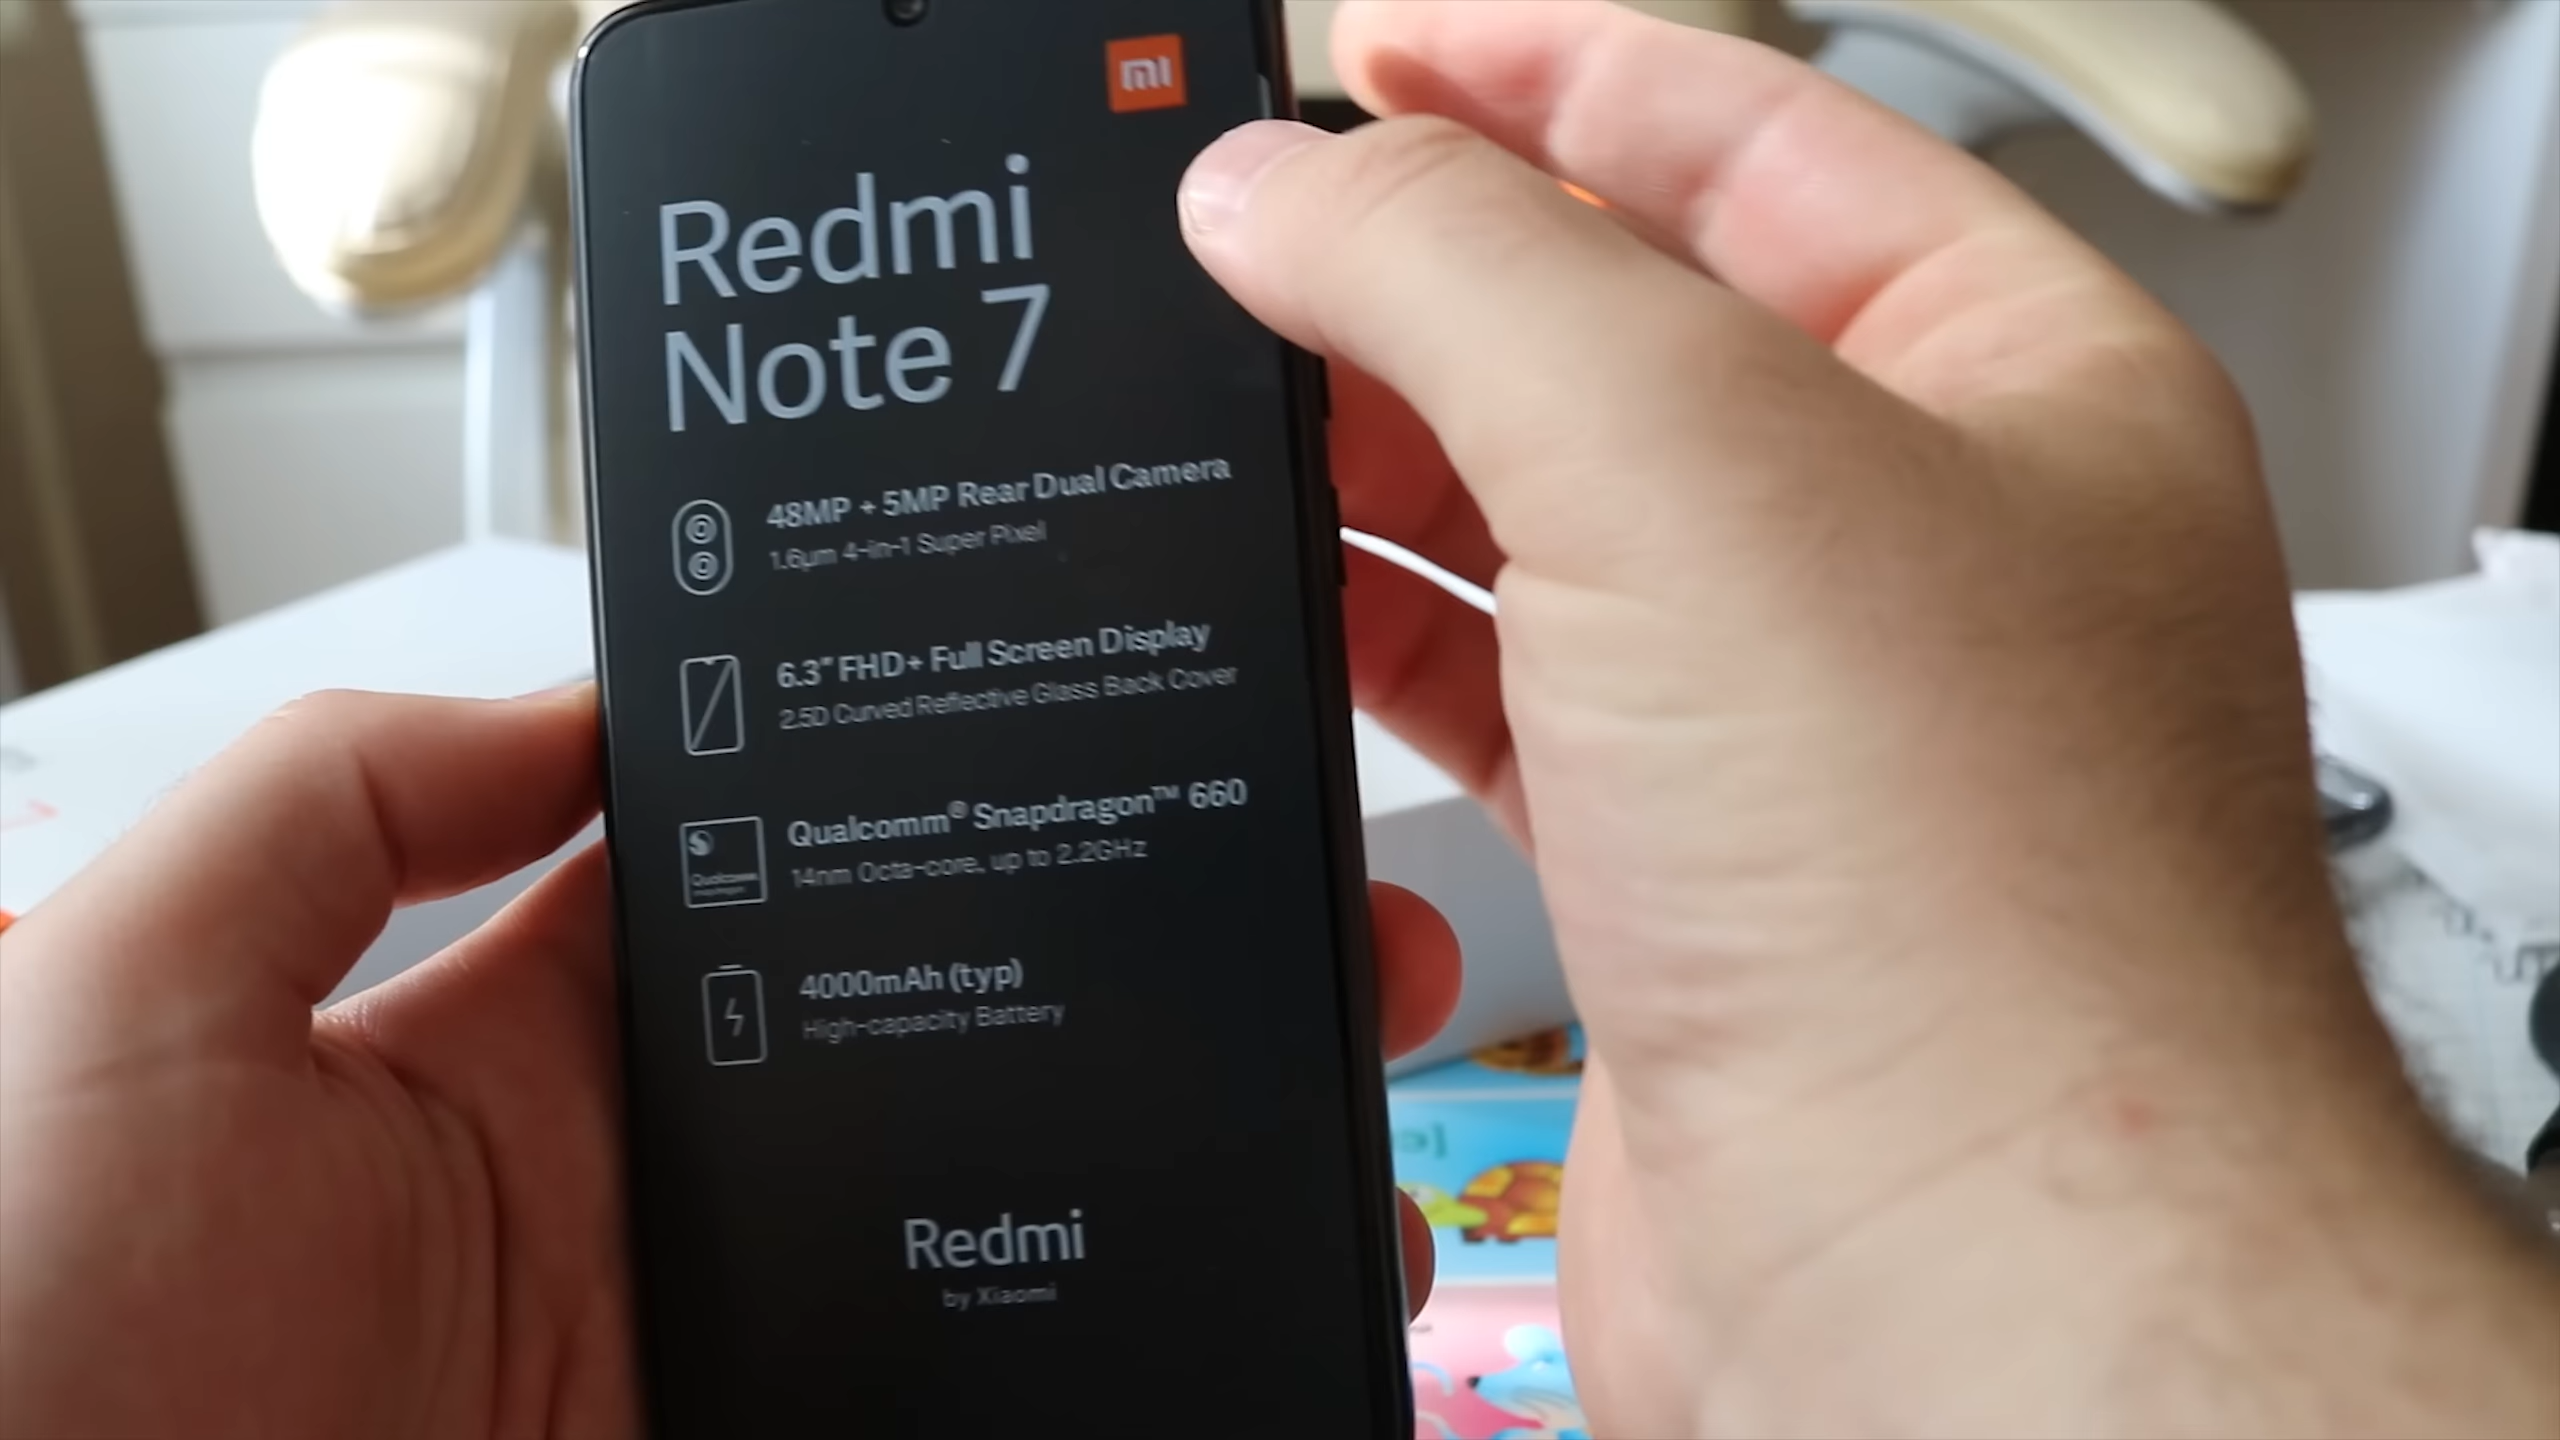 mi
Redmi
Note 7
48MP + 5MP Rear Dual Camera
1.6µm 4-in-1 Super Pixel
6.3" FHD+ Full Screen Display
2.5D Curved Reflective Glass Back Cover
Qualcomm® Snapdragon™ 660
14nm Octa-core, up to 2.2GHz
Qualcomm
4000mAh (typ)
High-capacity Battery
Redmi
by Xiaomi